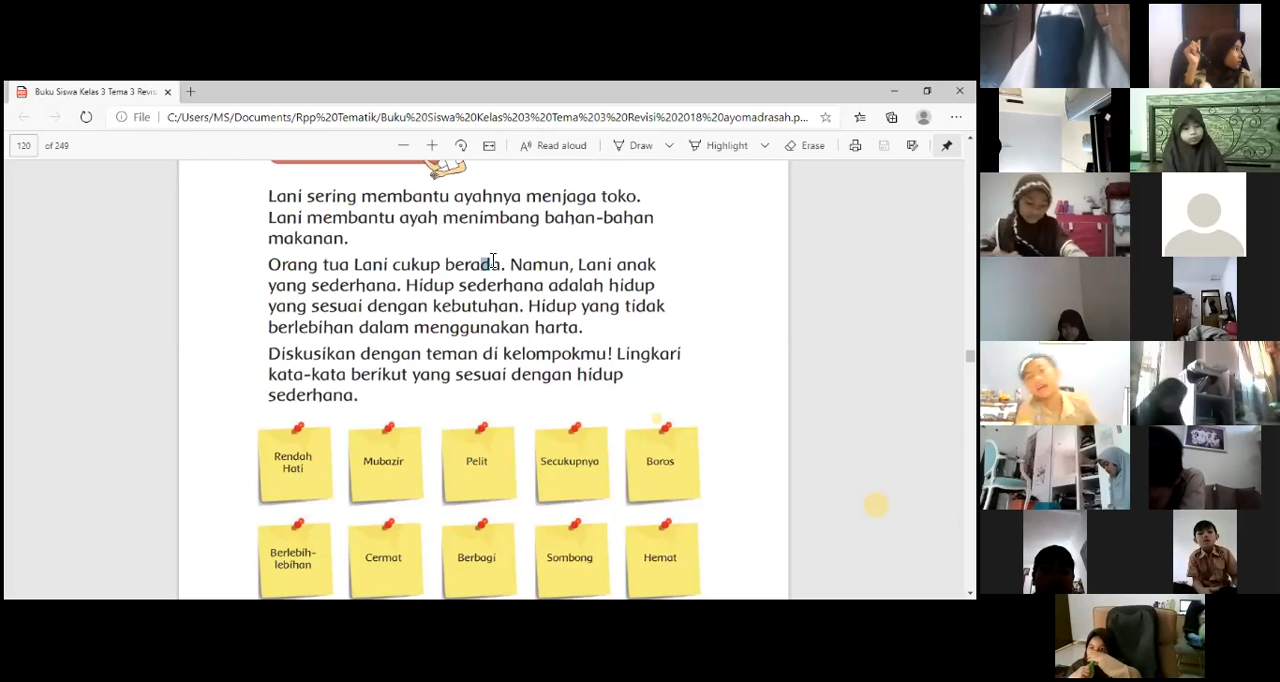 Buku Siswa Kelas 3 Tema 3 Revis
File C:/Users/MS/Documents/Rpp%20Tematik/Buku%20Siswa%20Kelas%203%20Tema%203%20Revisi%202018%20ayomadrasah.p...
120 of 249 Read aloud Draw Highlight Erase
Lani sering membantu ayahnya menjaga toko.
Lani membantu ayah menimbang bahan-bahan
makanan.
Orang tua Lani cukup berada. Namun, Lani anak
yang sederhana. Hidup sederhana adalah hidup
yang sesuai dengan kebutuhan. Hidup yang tidak
berlebihan dalam menggunakan harta.
Diskusikan dengan teman di kelompokmu! Lingkari
kata-kata berikut yang sesuai dengan hidup
sederhana.
Rendah
Hati
Mubazir
Pelit
Secukupnya
Boros
Berlebih-
lebihan
Cermat
Berbagi
Sombong
Hemat